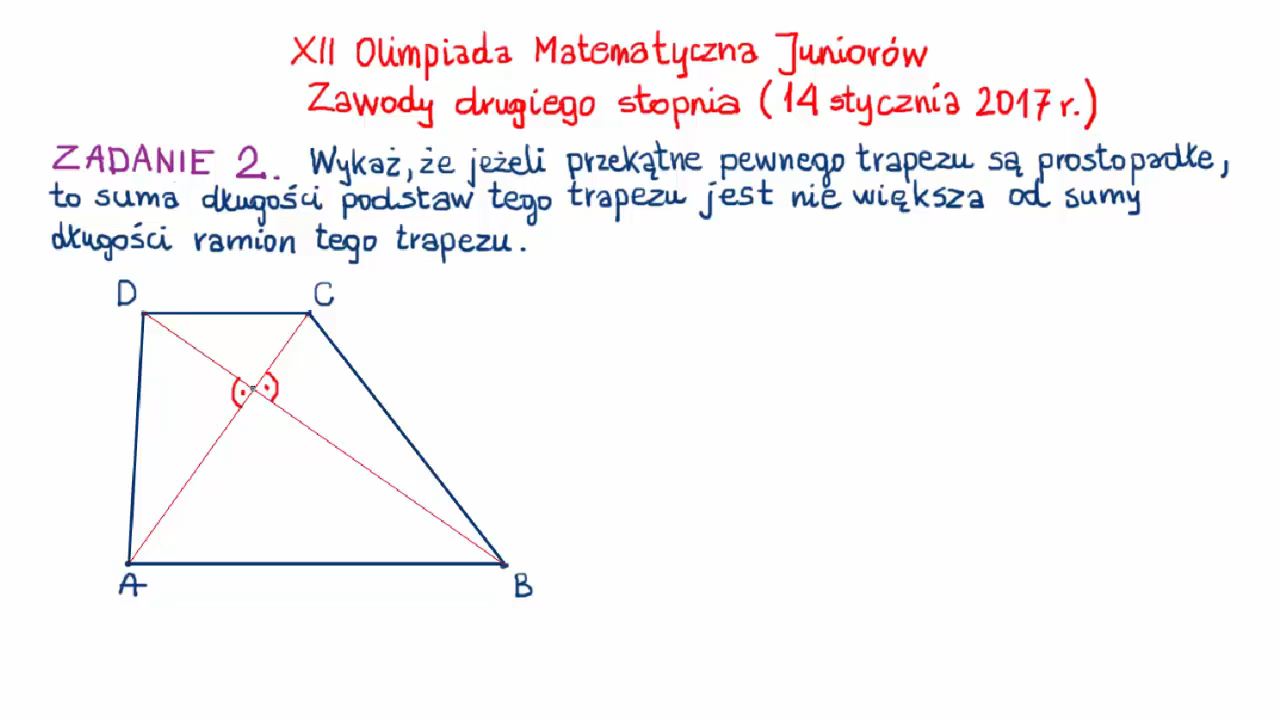 XII Olimpiada Matematyczna Juniorów
Zawody drugiego stopnia (14 stycznia 2017 r.)
ZADANIE 2. Wykaż, że jeżeli przekątne pewnego trapezu są prostopadłe,
to suma długości podstaw tego trapezu jest nie większa od sumy
długości ramion tego trapezu.
D C
A B